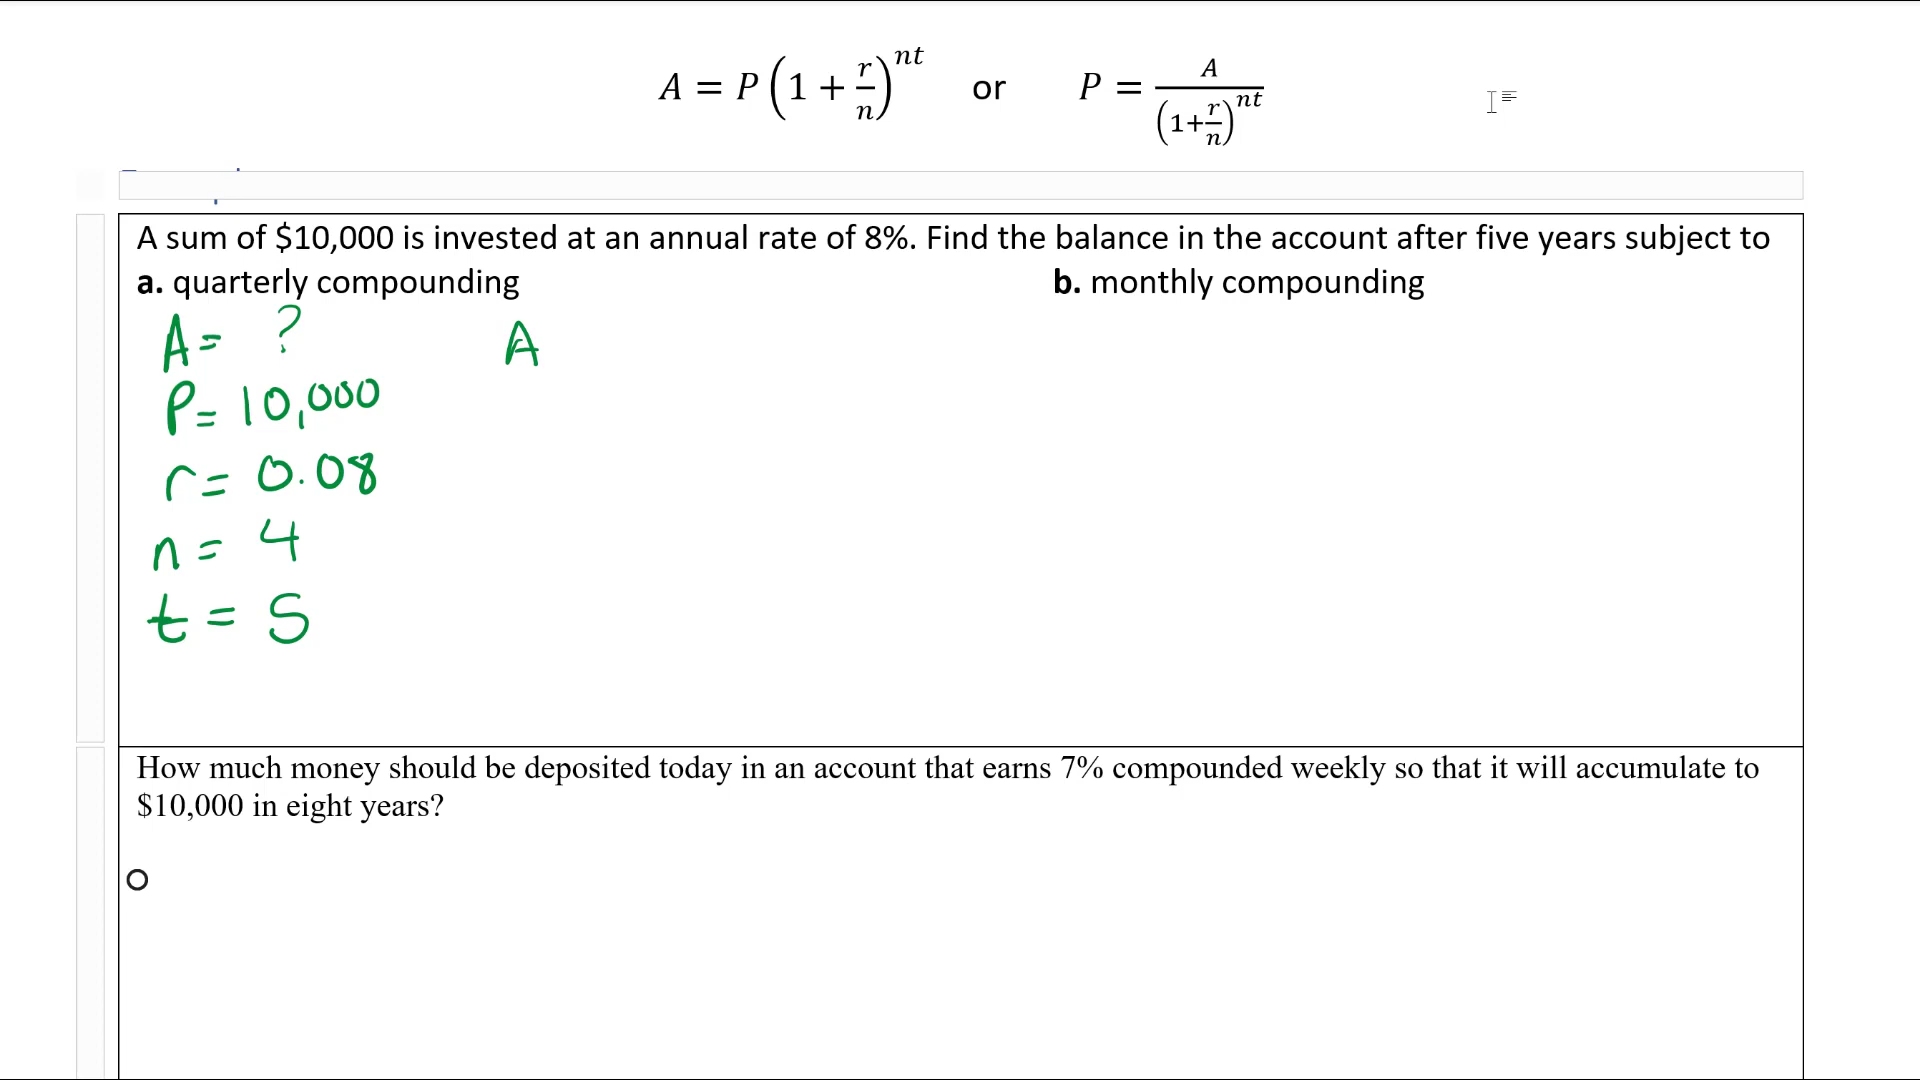 A = P(1 + r/n)^nt or P = A/(1+r/n)^nt
A sum of $10,000 is invested at an annual rate of 8%. Find the balance in the account after five years subject to
a. quarterly compounding b. monthly compounding
A = ? A
P = 10,000
r = 0.08
n = 4
t = 5
How much money should be deposited today in an account that earns 7% compounded weekly so that it will accumulate to
$10,000 in eight years?